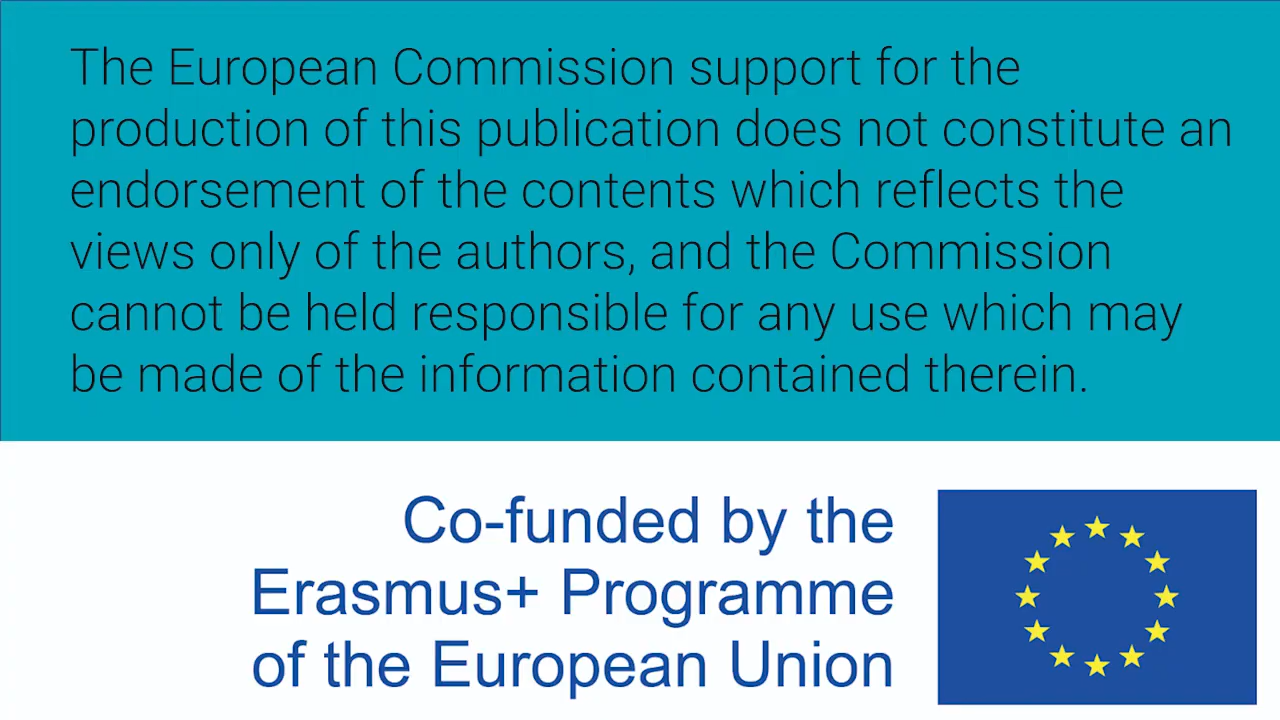 The European Commission support for the
production of this publication does not constitute an
endorsement of the contents which reflects the
views only of the authors, and the Commission
cannot be held responsible for any use which may
be made of the information contained therein.
Co-funded by the
Erasmus+ Programme
of the European Union